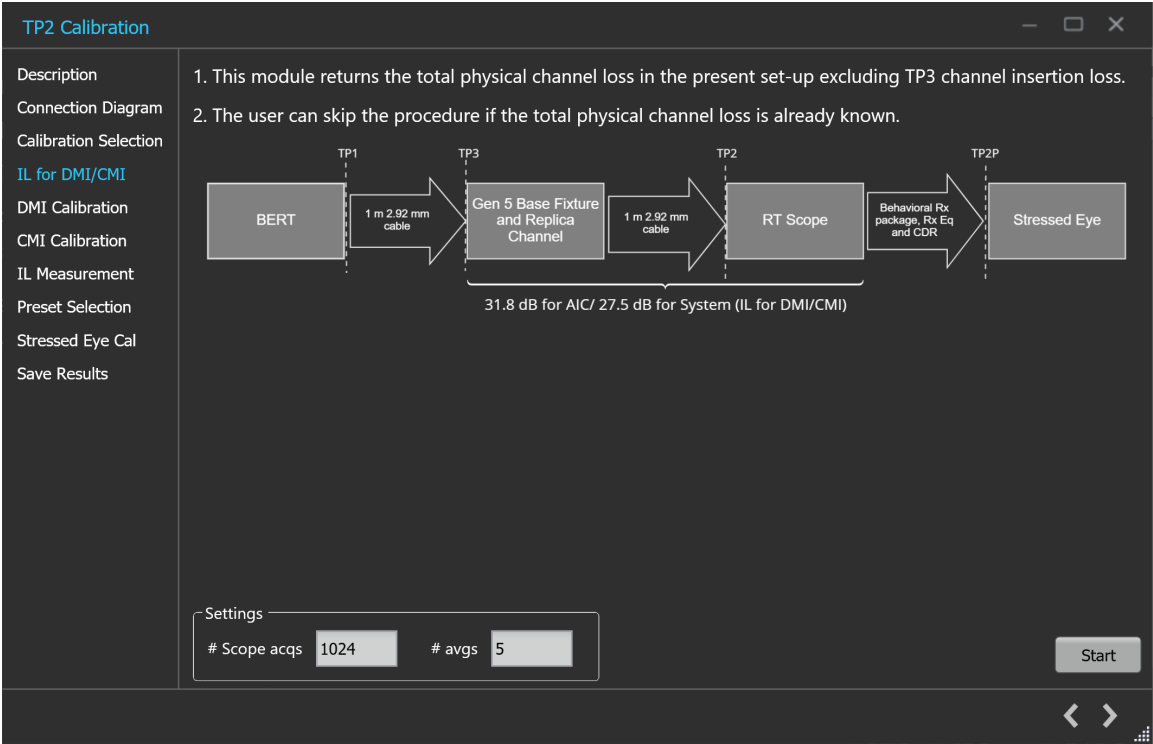 TP2 Calibration
Description
Connection Diagram
Calibration Selection
IL for DMI/CMI
DMI Calibration
CMI Calibration
IL Measurement
Preset Selection
Stressed Eye Cal
Save Results
1. This module returns the total physical channel loss in the present set-up excluding TP3 channel insertion loss.
2. The user can skip the procedure if the total physical channel loss is already known.
TP1
TP3
TP2
TP2P
BERT
1 m 2.92 mm
cable
Gen 5 Base Fixture
and Replica
Channel
1 m 2.92 mm
cable
RT Scope
Behavioral Rx
package, Rx Eq
and CDR
Stressed Eye
31.8 dB for AIC/ 27.5 dB for System (IL for DMI/CMI)
Settings
# Scope acqs 1024 # avgs 5
Start